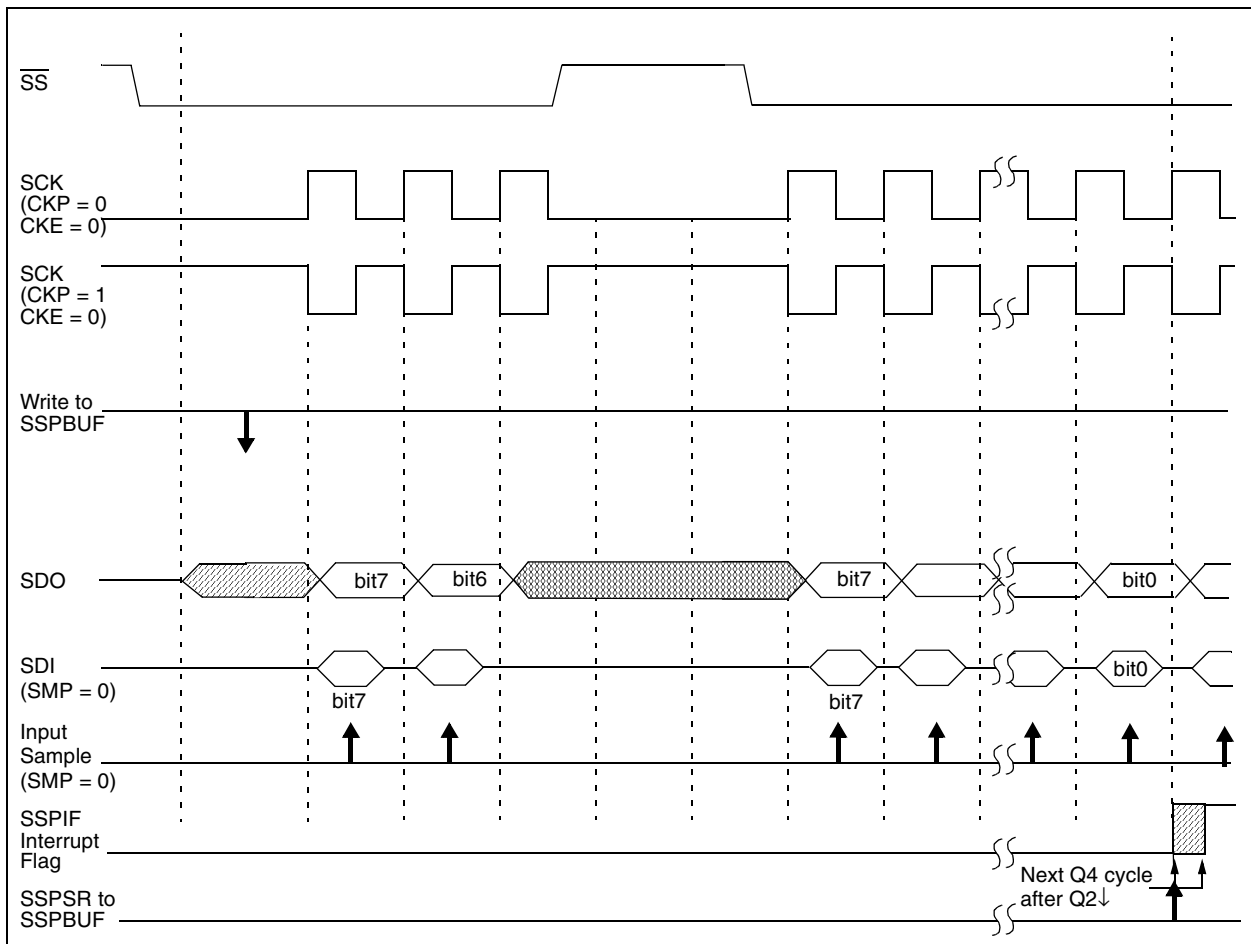 SS
SCK
(CKP = 0
CKE = 0)
SCK
(CKP = 1
CKE = 0)
Write to
SSPBUF
SDO
bit7
bit6
bit7
bit0
SDI
(SMP = 0)
bit7
bit7
bit0
Input
Sample
(SMP = 0)
SSPIF
Interrupt
Flag
Next Q4 cycle
after Q2↓
SSPSR to
SSPBUF